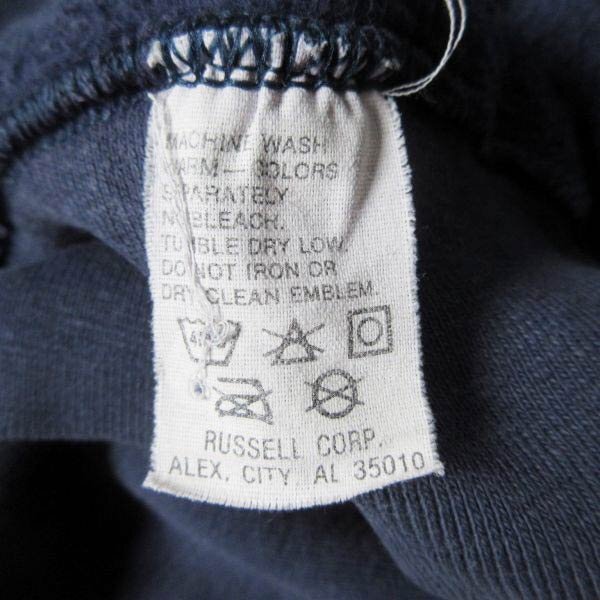 MACHINE WASH
WARM — COLORS
SEPARATELY
NO BLEACH.
TUMBLE DRY LOW.
DO NOT IRON OR
DRY CLEAN EMBLEM.
RUSSELL CORP.
ALEX. CITY AL 35010